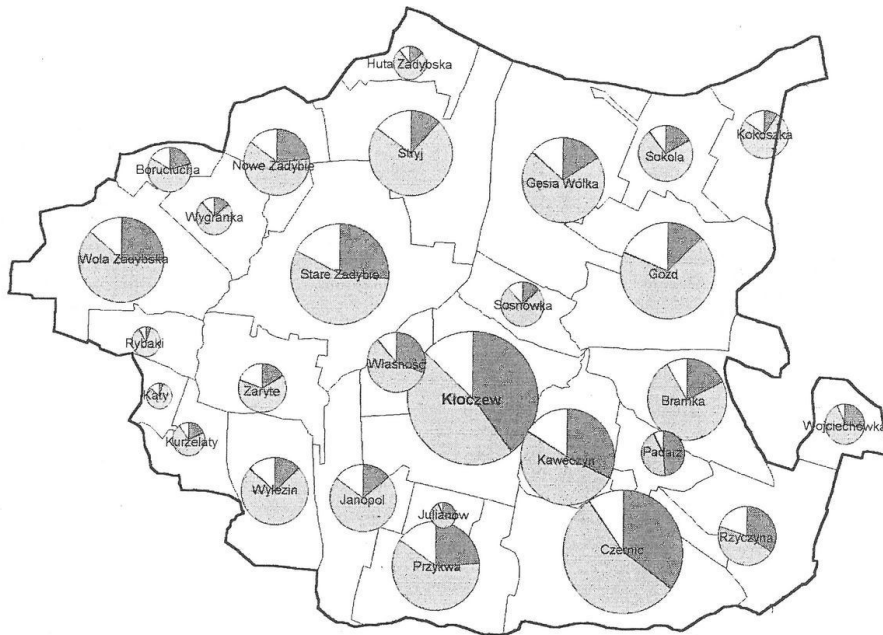 Huta Zadybska
Kokoszka
Stryj
Sokola
Nowe Zadybie
Boruciucha
Gęsia Wólka
Wygranka
Wola Zadybska
Stare Zadybie
Gózd
Sosnówka
Rybaki
Własność
Zaryte
Kąty
Kłoczew
Bramka
Wojciechówka
Kurzelaty
Padarz
Kawęczyn
Wylezin
Janopol
Julianów
Rzyczyna
Czernic
Przykwa